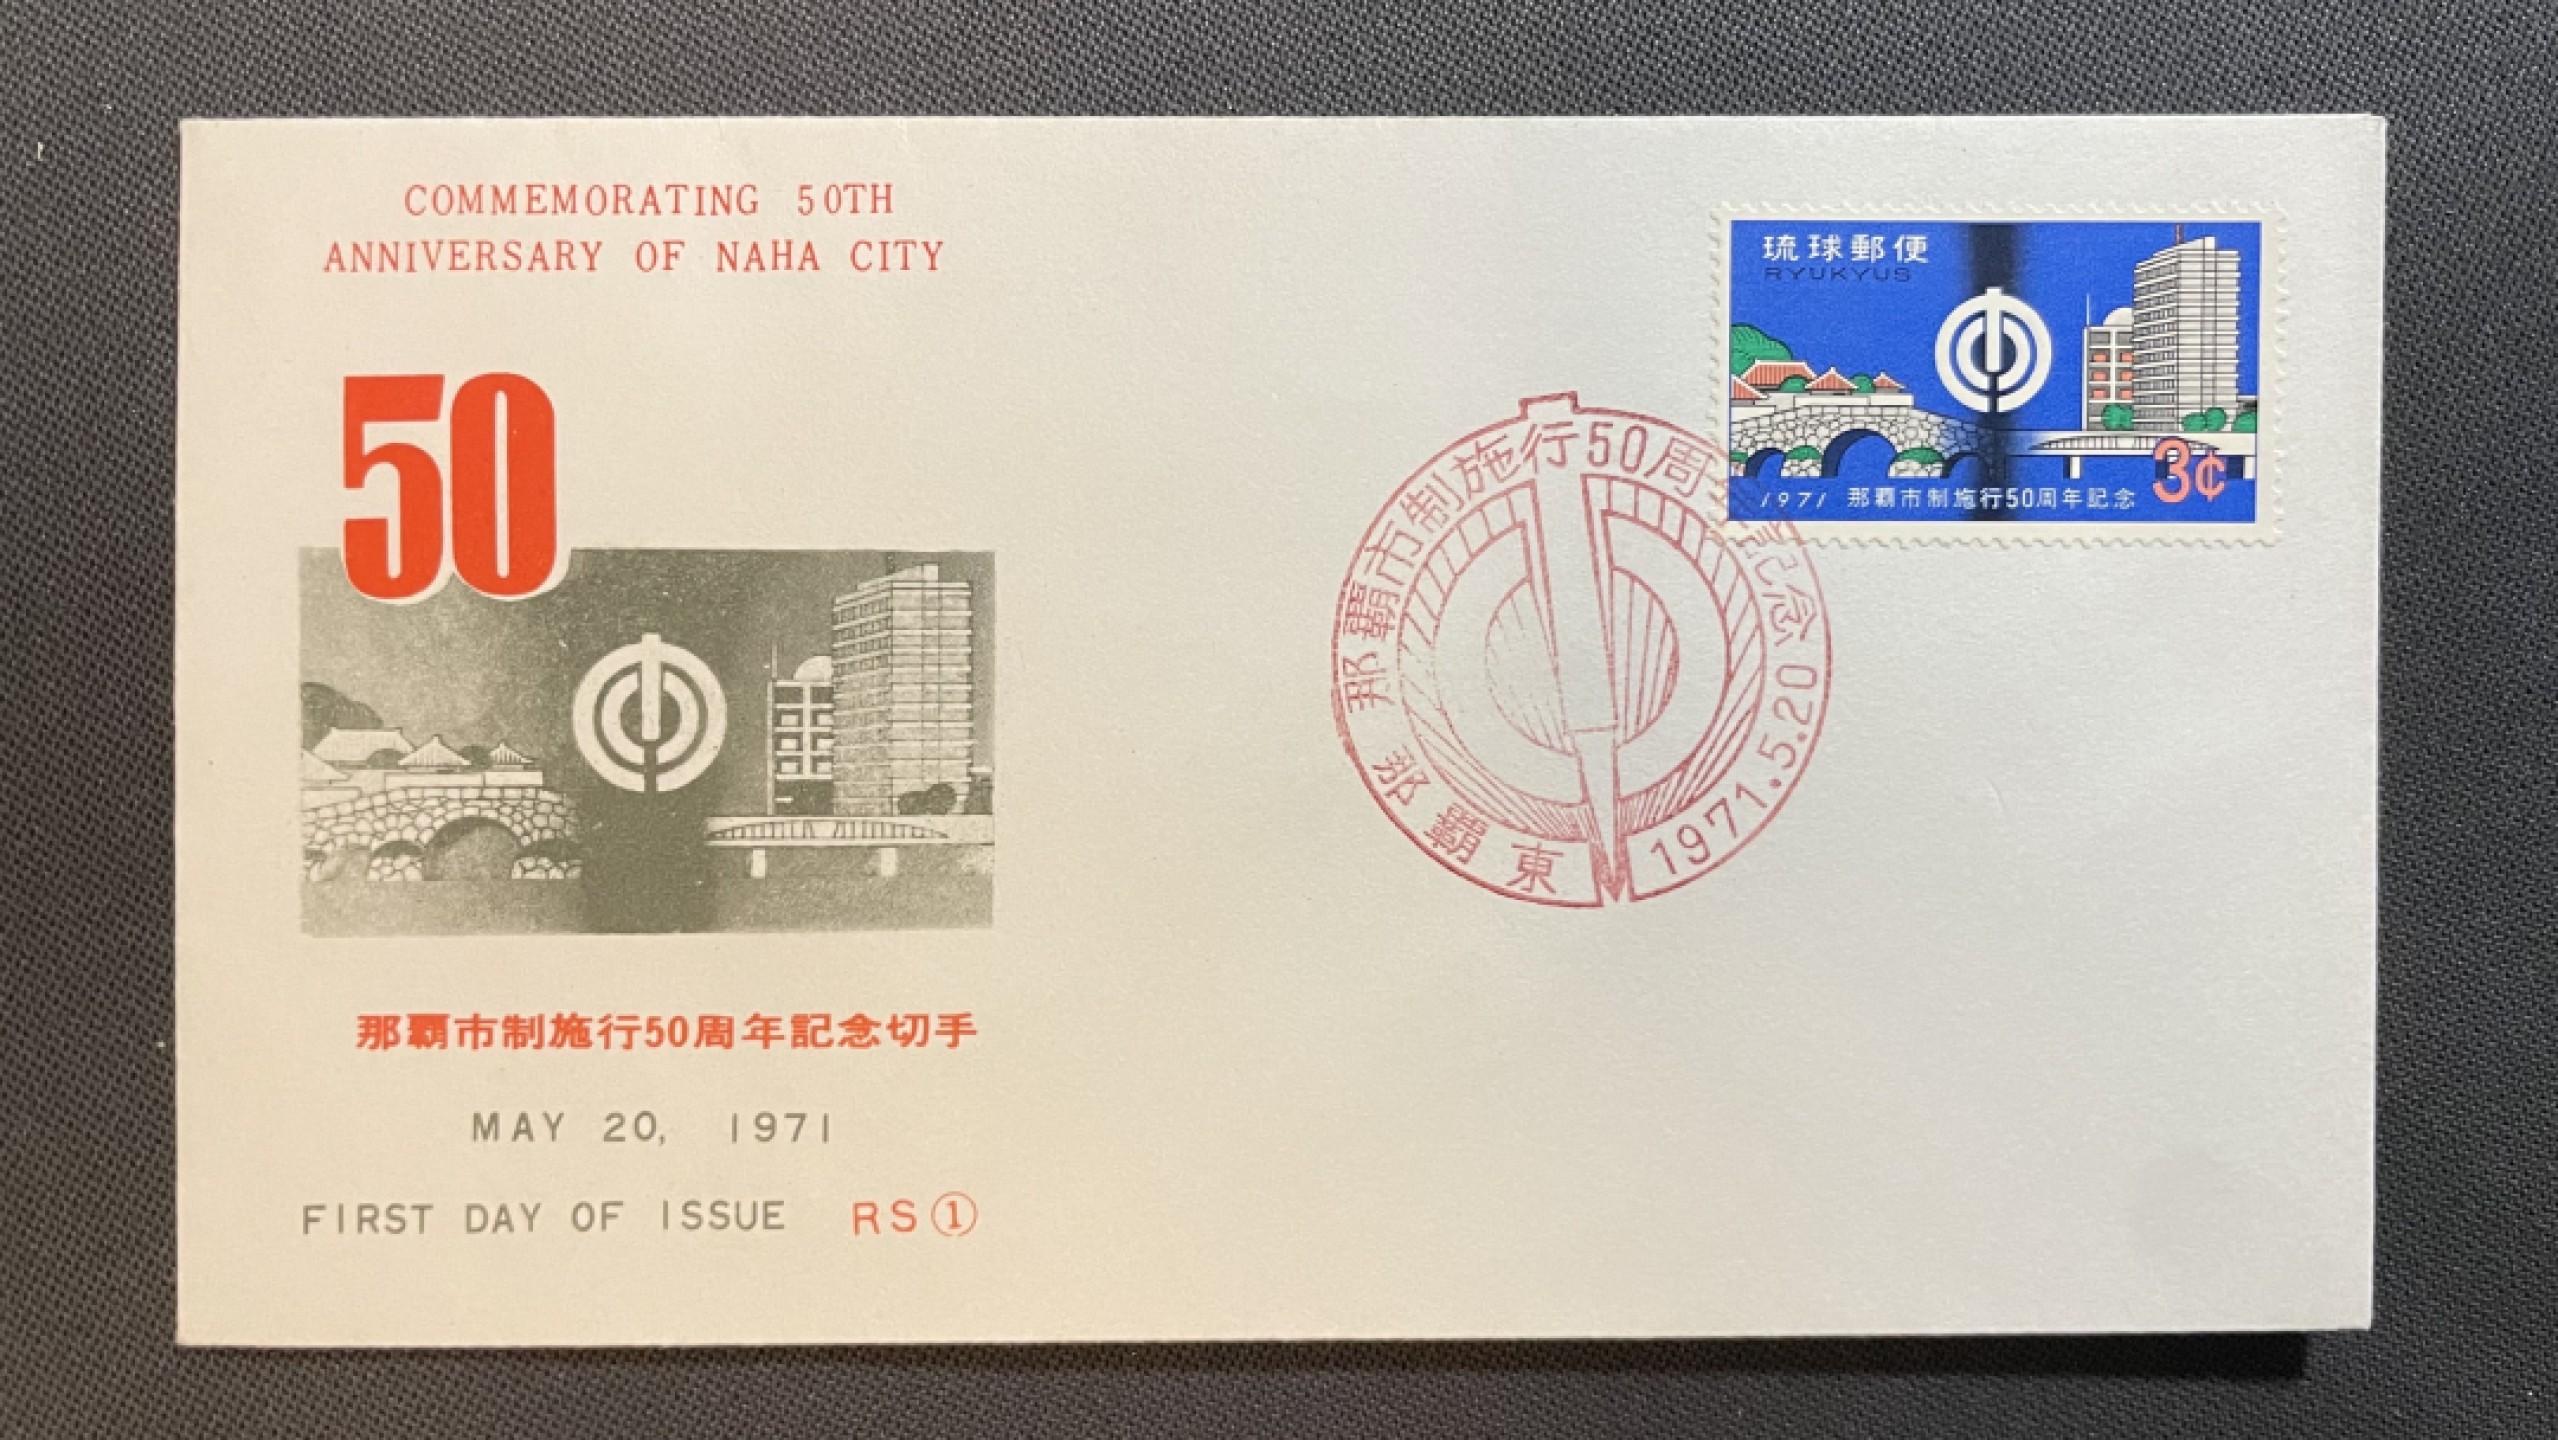 COMMEMORATING 50TH
ANNIVERSARY OF NAHA CITY
50
那覇市制施行50周年記念切手
MAY 20, 1971
FIRST DAY OF ISSUE RS①
琉球郵便
RYUKYUS
3¢
1971 那覇市制施行50周年記念
那覇市制施行50周年記念
那覇東
1971.5.20